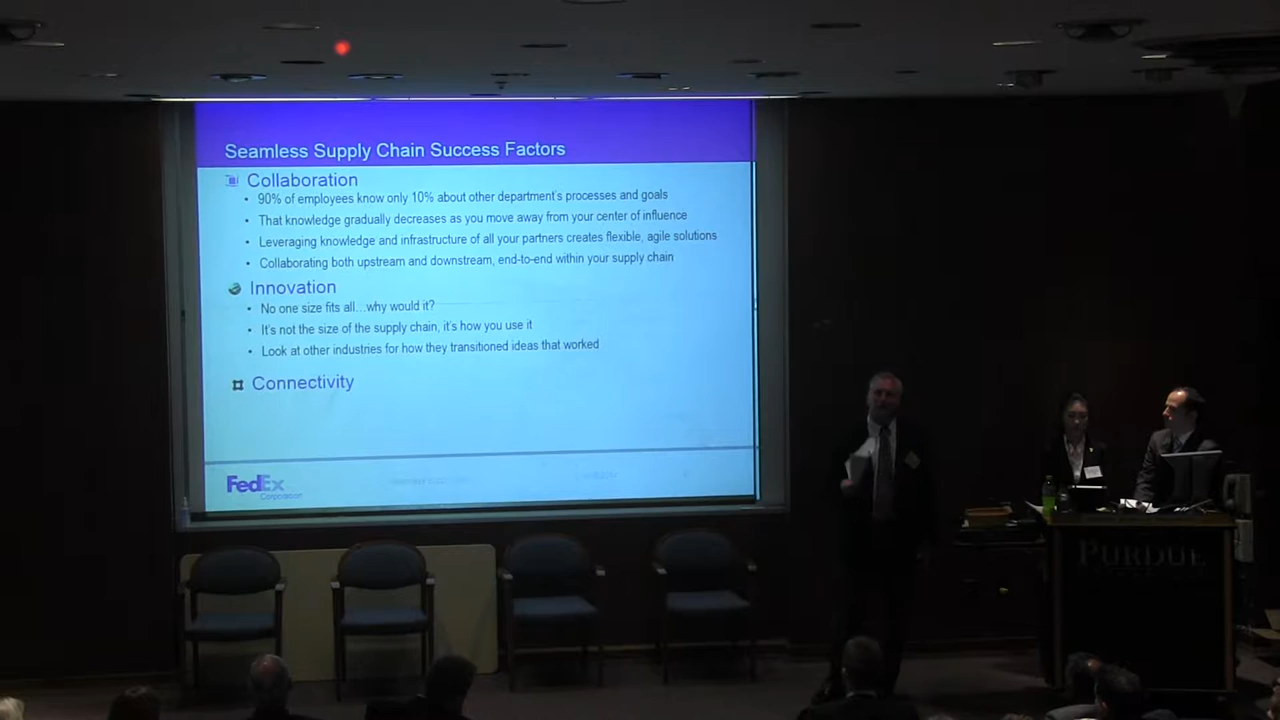 Seamless Supply Chain Success Factors
Collaboration
• 90% of employees know only 10% about other department's processes and goals
• That knowledge gradually decreases as you move away from your center of influence
• Leveraging knowledge and infrastructure of all your partners creates flexible, agile solutions
• Collaborating both upstream and downstream, end-to-end within your supply chain
Innovation
• No one size fits all...why would it?
• It's not the size of the supply chain, it's how you use it
• Look at other industries for how they transitioned ideas that worked
Connectivity
FedEx
Corporation
PURDUE